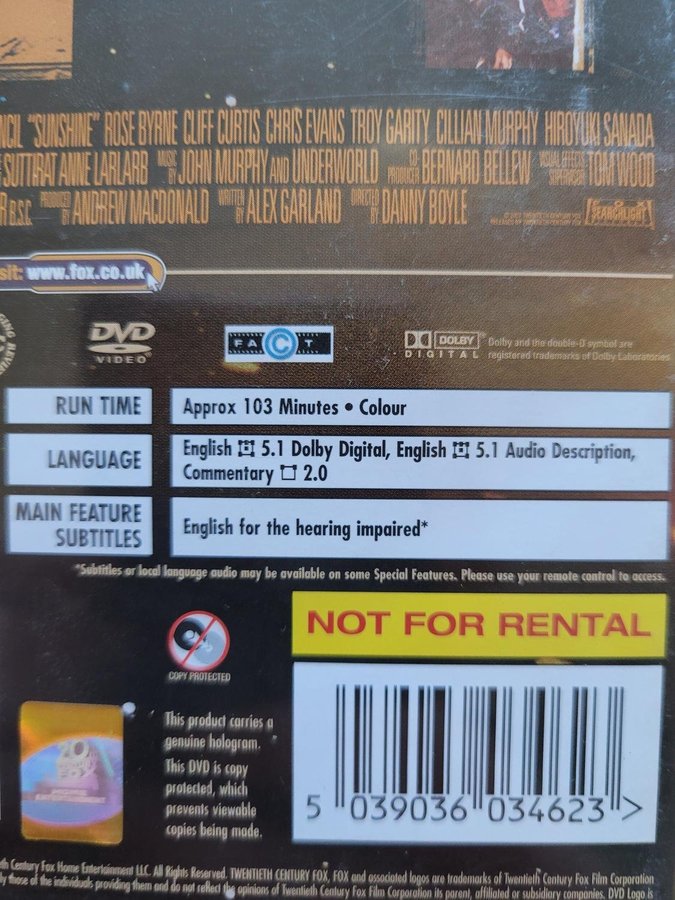 NCIL "SUNSHINE" ROSE BYRNE CLIFF CURTIS CHRIS EVANS TROY GARITY CILLIAN MURPHY HIROYUKI SANADA
SUTTIRAT ANNE LARLARB MUSIC BY JOHN MURPHY AND UNDERWORLD CO PRODUCER BERNARD BELLEW VISUAL EFFECTS SUPERVISOR TOM WOOD
R B.S.C. PRODUCED BY ANDREW MACDONALD WRITTEN BY ALEX GARLAND DIRECTED BY DANNY BOYLE
SEARCHLIGHT
sit: www.fox.co.uk
DVD VIDEO
FACT
DOLBY DIGITAL
Dolby and the double-D symbol are
registered trademarks of Dolby Laboratories
RUN TIME Approx 103 Minutes • Colour
LANGUAGE English 5.1 Dolby Digital, English 5.1 Audio Description,
Commentary 2.0
MAIN FEATURE
SUBTITLES English for the hearing impaired*
*Subtitles or local language audio may be available on some Special Features. Please use your remote control to access.
NOT FOR RENTAL
COPY PROTECTED
This product carries a
genuine hologram.
This DVD is copy
protected, which
prevents viewable
copies being made.
5 039036 034623 >
th Century Fox Home Entertainment LLC. All Rights Reserved. TWENTIETH CENTURY FOX, FOX and associated logos are trademarks of Twentieth Century Fox Film Corporation
ly those of the individuals providing them and do not reflect the opinions of Twentieth Century Fox Film Corporation its parent, affiliated or subsidiary companies. DVD Logo is